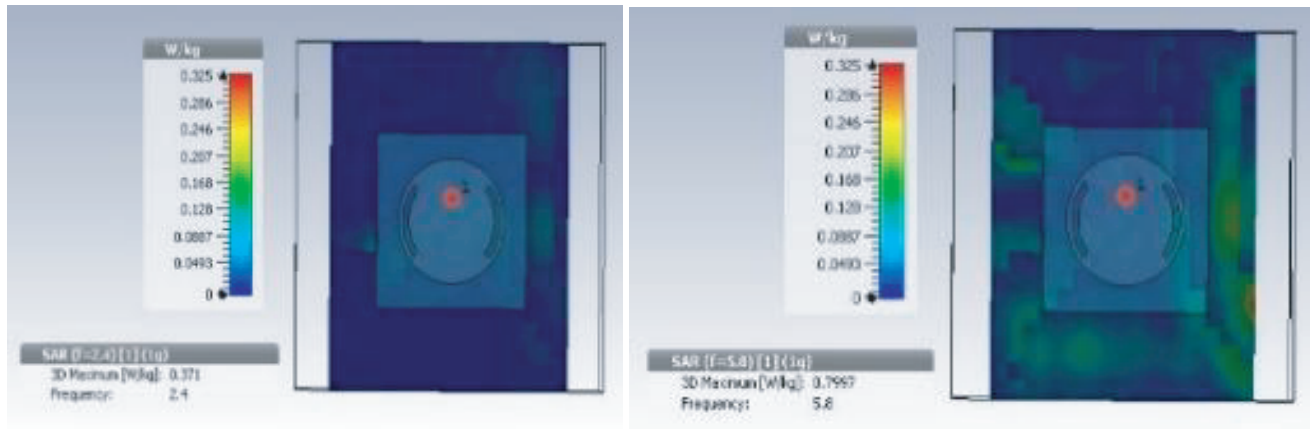 W/kg
0.325
0.286
0.246
0.207
0.168
0.128
0.0887
0.0493
0
SAR (f=2.4) [1] (1g)
3D Maximum [W/kg]: 0.371
Frequency: 2.4
W/kg
0.325
0.286
0.246
0.207
0.168
0.128
0.0887
0.0493
0
SAR (f=5.8) [1] (1g)
3D Maximum [W/kg]: 0.7997
Frequency: 5.8